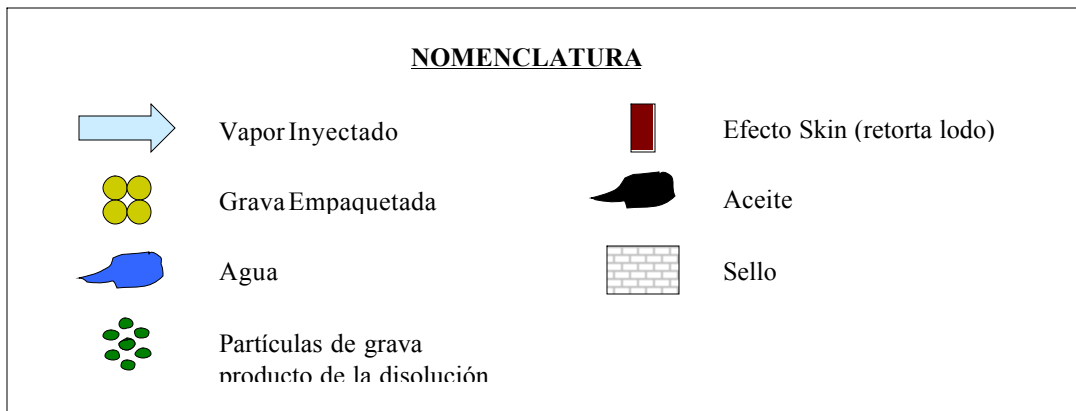 NOMENCLATURA
Vapor Inyectado
Grava Empaquetada
Agua
Partículas de grava
producto de la disolución
Efecto Skin (retorta lodo)
Aceite
Sello